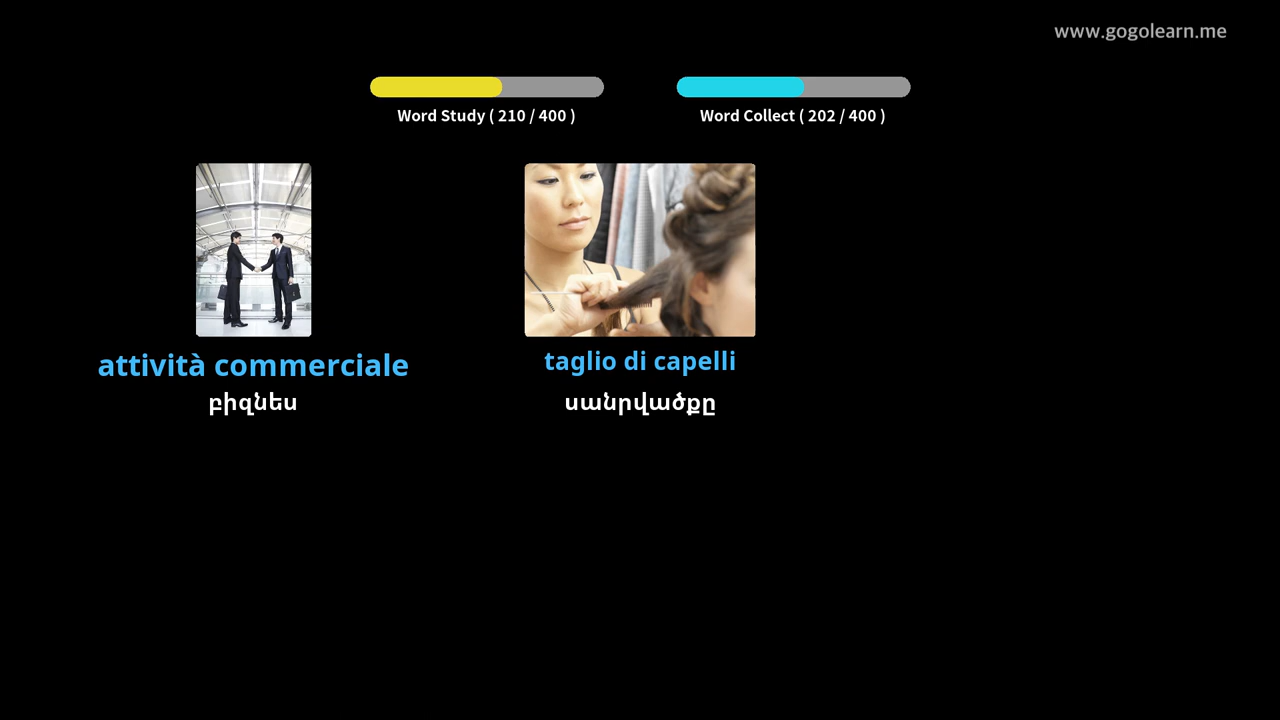 www.gogolearn.me
Word Study ( 210 / 400 )
Word Collect ( 202 / 400 )
attività commerciale
բիզնես
taglio di capelli
սանրվածքը